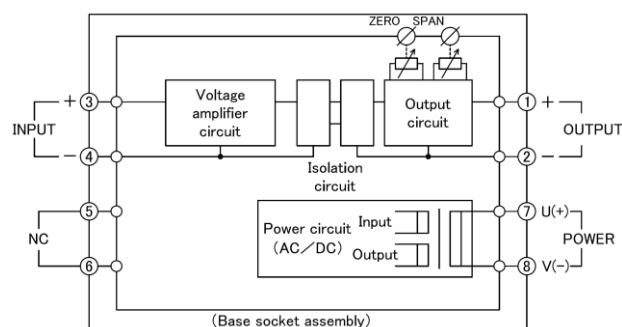 ZERO SPAN
+ ③ Voltage amplifier circuit Output circuit ① +
INPUT OUTPUT
− ④ ② −
Isolation circuit
⑤ Power circuit (AC／DC) Input ⑦ U(+)
NC POWER
⑥ Output ⑧ V(−)
(Base socket assembly)